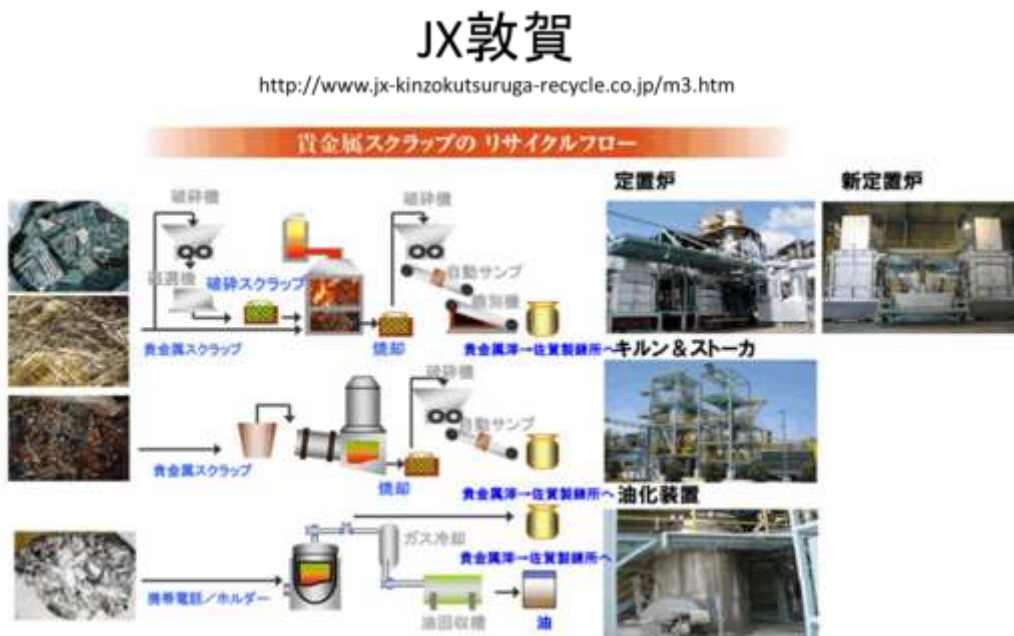 JX敦賀
http://www.jx-kinzokutsuruga-recycle.co.jp/m3.htm
貴金属スクラップの リサイクルフロー
定置炉
新定置炉
破砕機
破砕機
自動サンプ
破砕スクラップ
貴金属スクラップ
焼却
貴金属滓→佐賀製錬所へ
キルン＆ストーカ
破砕機
自動サンプ
貴金属スクラップ
焼却
貴金属滓→佐賀製錬所へ
油化装置
ガス冷却
貴金属滓→佐賀製錬所へ
携帯電話／ホルダー
油回収槽
油